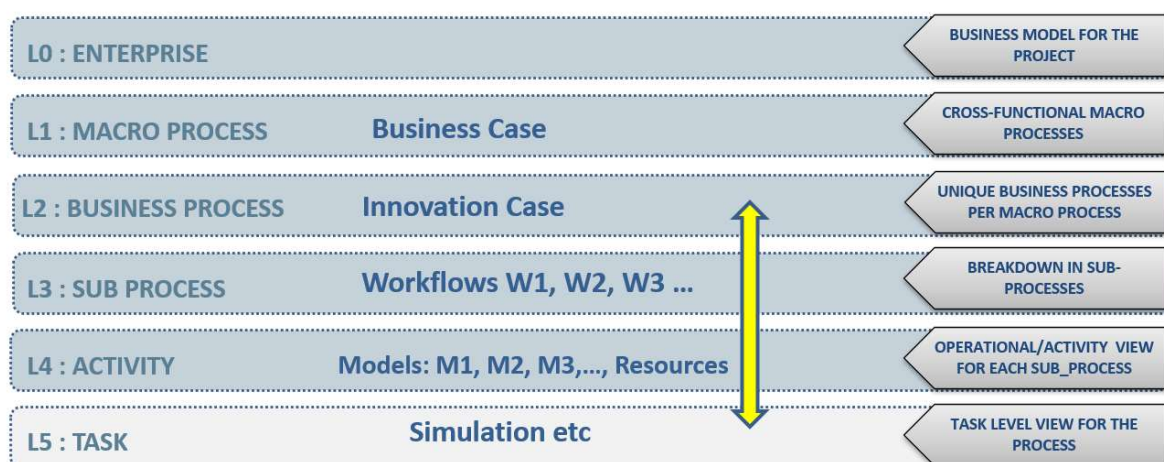 L0 : ENTERPRISE
BUSINESS MODEL FOR THE
PROJECT
L1 : MACRO PROCESS
Business Case
CROSS-FUNCTIONAL MACRO
PROCESSES
L2 : BUSINESS PROCESS
Innovation Case
UNIQUE BUSINESS PROCESSES
PER MACRO PROCESS
L3 : SUB PROCESS
Workflows W1, W2, W3 ...
BREAKDOWN IN SUB-
PROCESSES
L4 : ACTIVITY
Models: M1, M2, M3,..., Resources
OPERATIONAL/ACTIVITY VIEW
FOR EACH SUB_PROCESS
L5 : TASK
Simulation etc
TASK LEVEL VIEW FOR THE
PROCESS